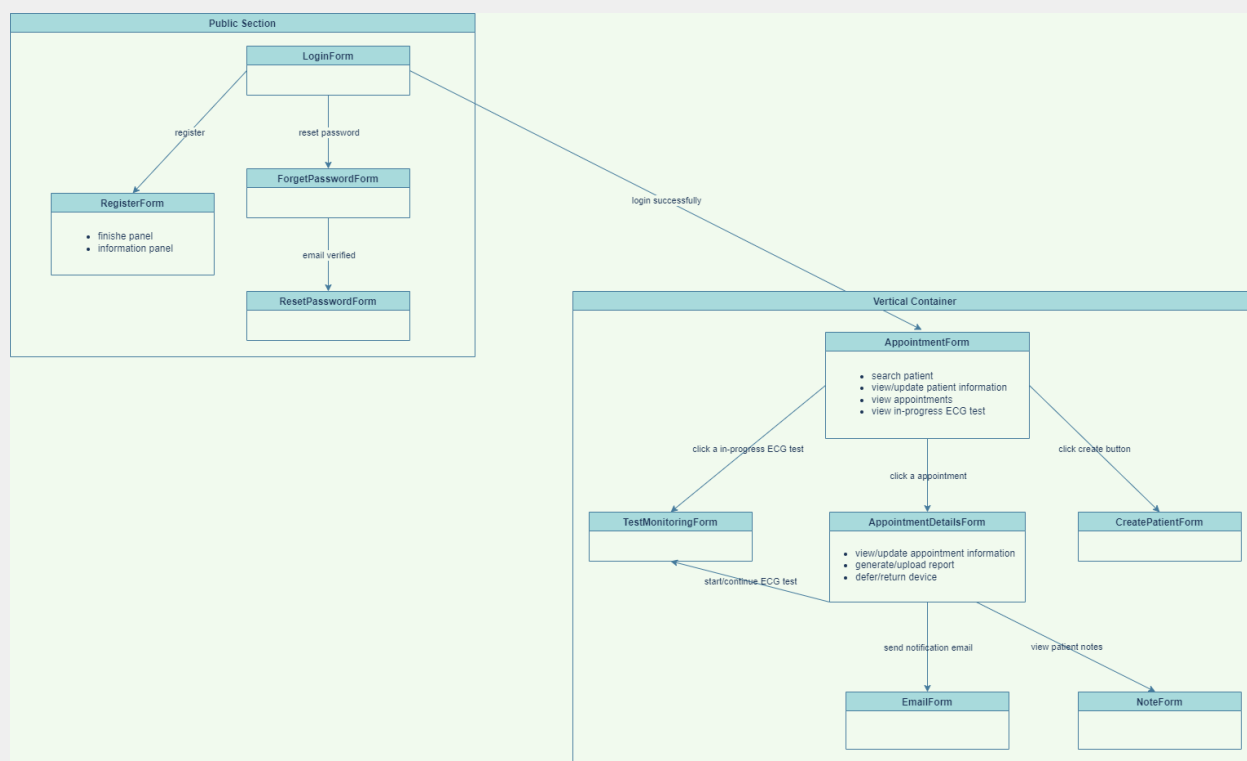 Public Section
LoginForm
register
reset password
ForgetPasswordForm
RegisterForm
• finishe panel
• information panel
email verified
ResetPasswordForm
login successfully
Vertical Container
AppointmentForm
• search patient
• view/update patient information
• view appointments
• view in-progress ECG test
click a in-progress ECG test
click a appointment
click create button
TestMonitoringForm
AppointmentDetailsForm
• view/update appointment information
• generate/upload report
• defer/return device
CreatePatientForm
start/continue ECG test
send notification email
view patient notes
EmailForm
NoteForm